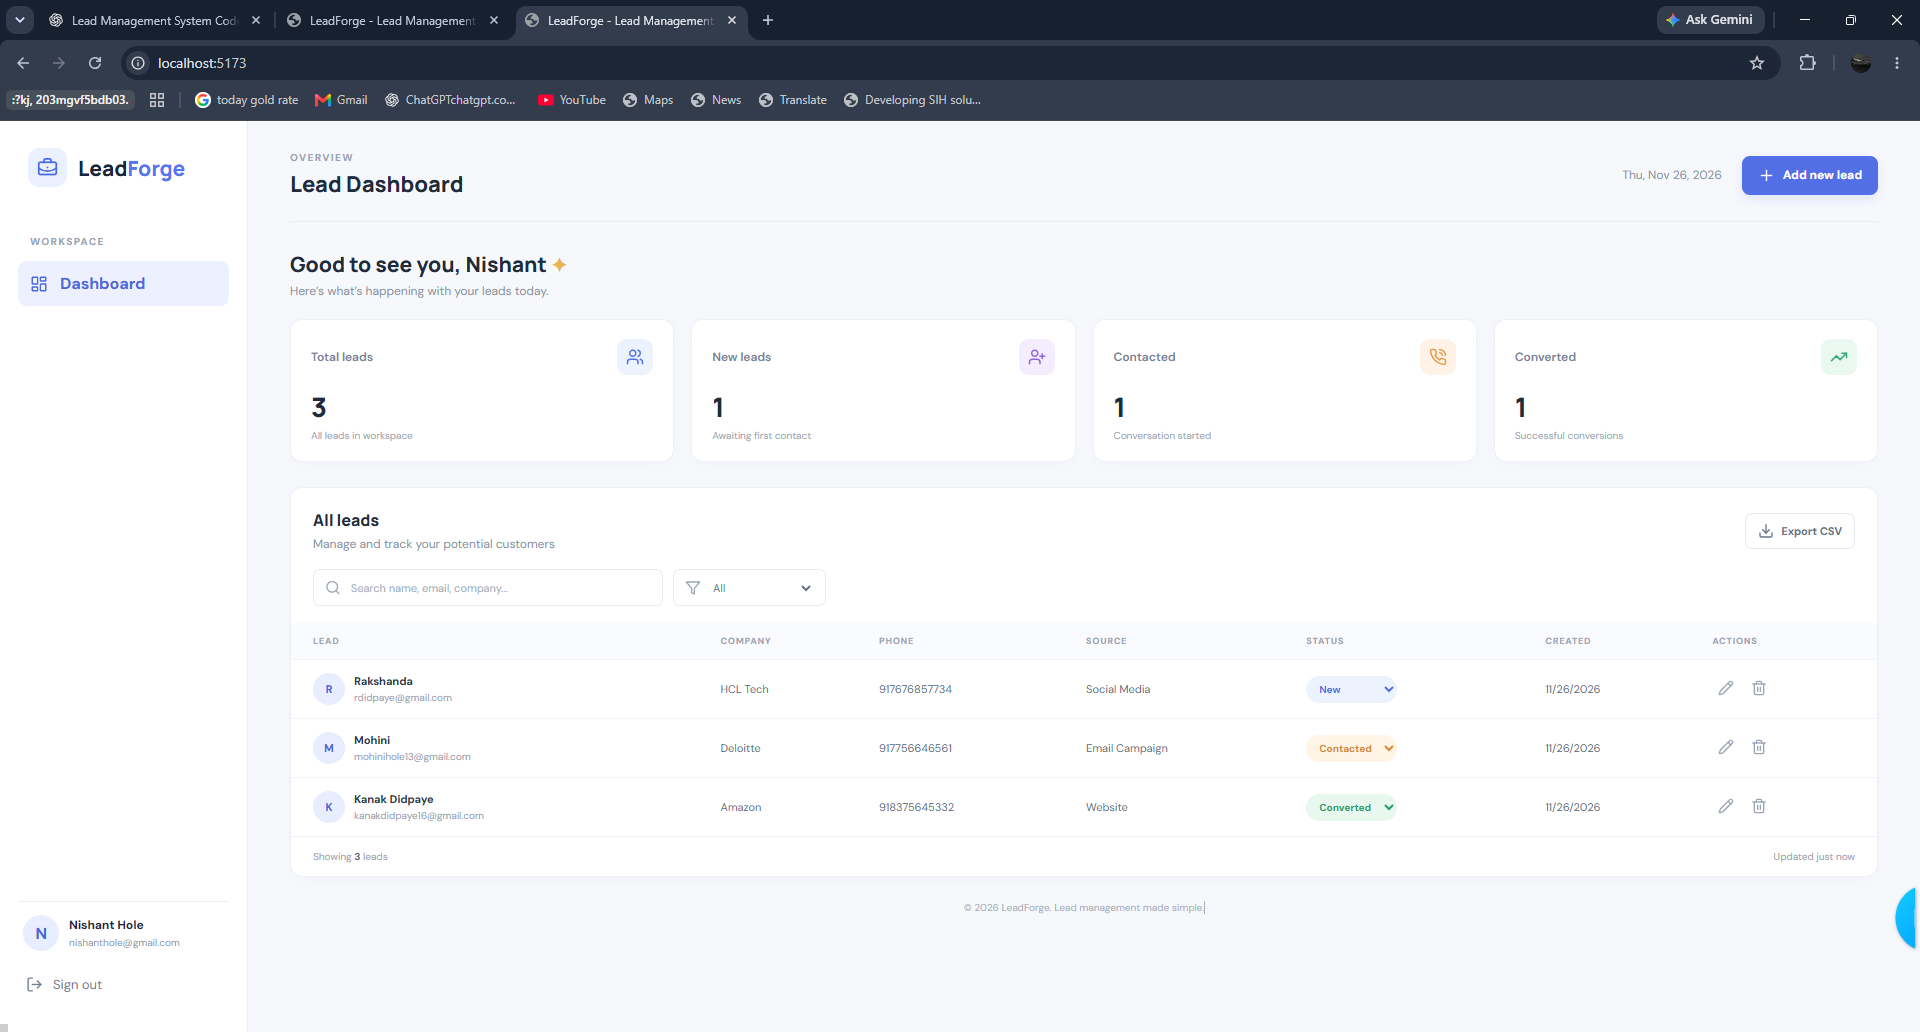 Lead Management System Cod
LeadForge - Lead Management
LeadForge - Lead Management
Ask Gemini
localhost:5173
:?kj, 203mgvf5bdb03.
today gold rate
Gmail
ChatGPTchatgpt.co...
YouTube
Maps
News
Translate
Developing SIH solu...
LeadForge
WORKSPACE
Dashboard
OVERVIEW
Lead Dashboard
Thu, Nov 26, 2026
+ Add new lead
Good to see you, Nishant
Here's what's happening with your leads today.
Total leads
3
All leads in workspace
New leads
1
Awaiting first contact
Contacted
1
Conversation started
Converted
1
Successful conversions
All leads
Manage and track your potential customers
Export CSV
Search name, email, company...
All
LEAD COMPANY PHONE SOURCE STATUS CREATED ACTIONS
R Rakshanda HCL Tech 917676857734 Social Media New 11/26/2026
rdidpaye@gmail.com
M Mohini Deloitte 917756646561 Email Campaign Contacted 11/26/2026
mohinihole13@gmail.com
K Kanak Didpaye Amazon 918375645332 Website Converted 11/26/2026
kanakdidpaye16@gmail.com
Showing 3 leads
Updated just now
© 2026 LeadForge. Lead management made simple.
N
Nishant Hole
nishanthole@gmail.com
Sign out